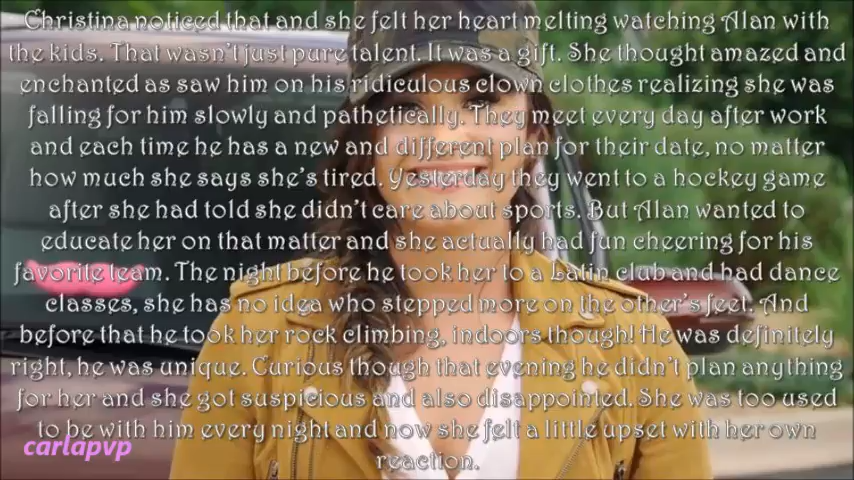 Christina noticed that and she felt her heart melting watching Alan with
the kids. That wasn't just pure talent. It was a gift. She thought amazed and
enchanted as saw him on his ridiculous clown clothes realizing she was
falling for him slowly and pathetically. They meet every day after work
and each time he has a new and different plan for their date, no matter
how much she says she's tired. Yesterday they went to a hockey game
after she had told she didn't care about sports. But Alan wanted to
educate her on that matter and she actually had fun cheering for his
favorite team. The night before he took her to a Latin club and had dance
classes, she has no idea who stepped more on the other's feet. And
before that he took her rock climbing, indoors though! He was definitely
right, he was unique. Curious though that evening he didn't plan anything
for her and she got suspicious and also disappointed. She was too used
to be with him every night and now she felt a little upset with her own
reaction.
carlapvp